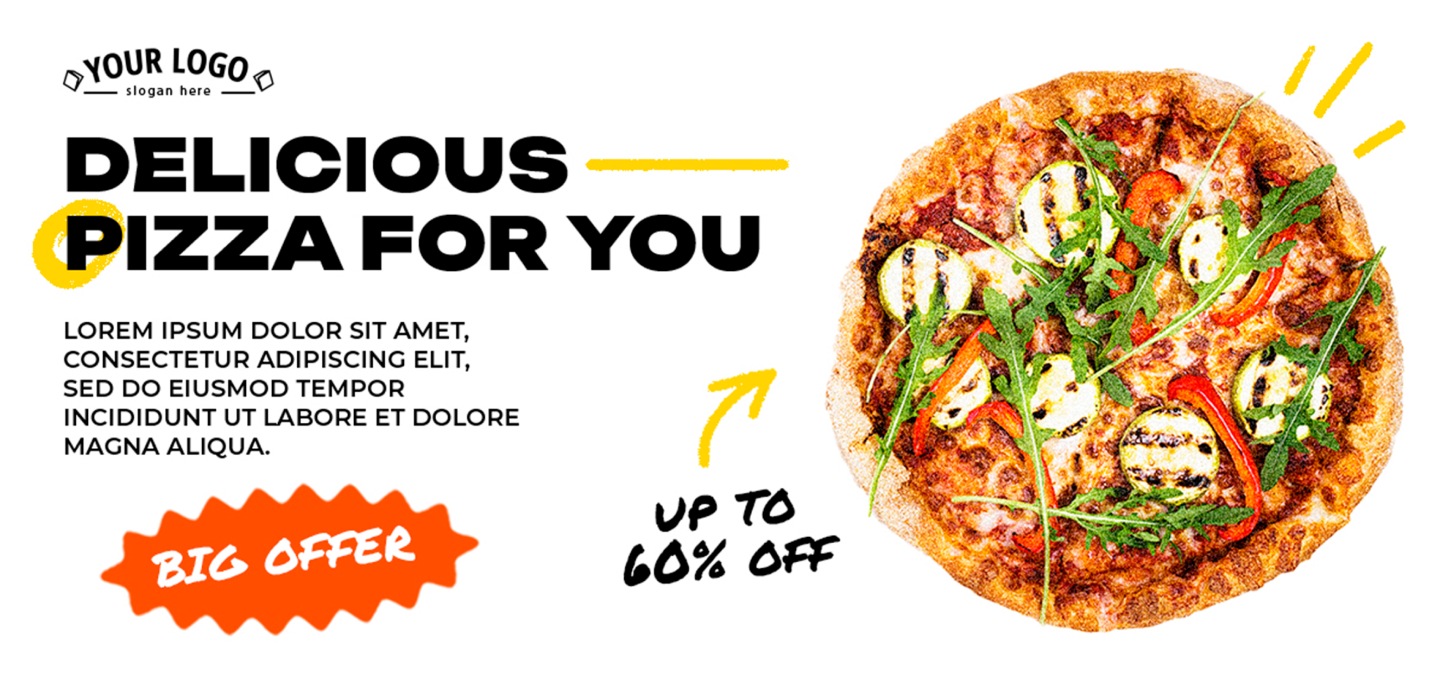 YOUR LOGO
slogan here
DELICIOUS
PIZZA FOR YOU
LOREM IPSUM DOLOR SIT AMET,
CONSECTETUR ADIPISCING ELIT,
SED DO EIUSMOD TEMPOR
INCIDIDUNT UT LABORE ET DOLORE
MAGNA ALIQUA.
BIG OFFER
UP TO
60% OFF